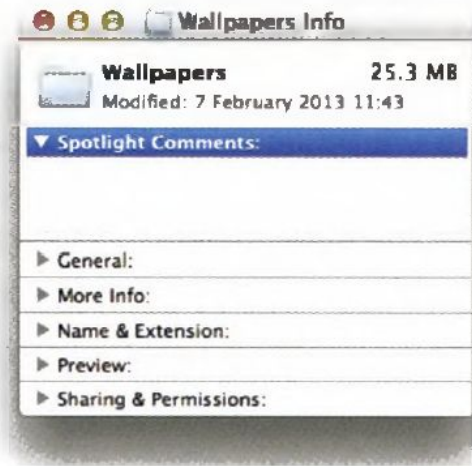 Wallpapers Info
Wallpapers 25.3 MB
Modified: 7 February 2013 11:43
▼ Spotlight Comments:
▶ General:
▶ More Info:
▶ Name & Extension:
▶ Preview:
▶ Sharing & Permissions: